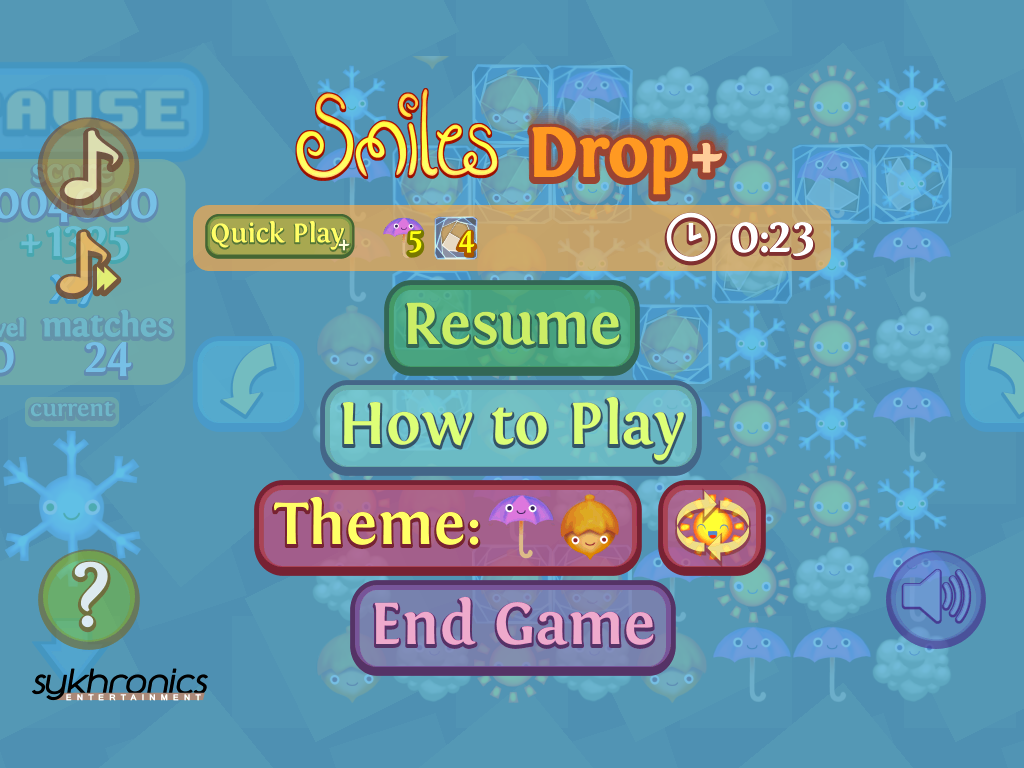 AUSE
Smiles Drop+
Quick Play+ 5 4 0:23
matches
24
current
Resume
How to Play
Theme:
End Game
?
sykhronics
ENTERTAINMENT